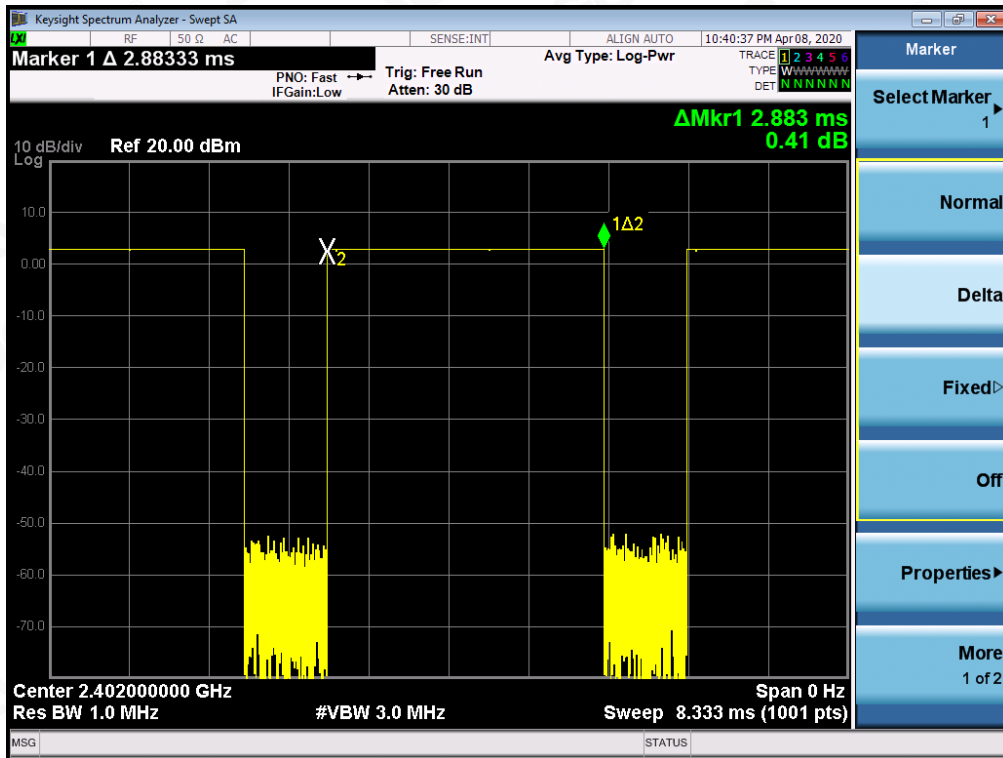 Keysight Spectrum Analyzer - Swept SA
LXI RF 50 Ω AC SENSE:INT ALIGN AUTO 10:40:37 PM Apr 08, 2020
Marker 1 Δ 2.88333 ms
PNO: Fast
IFGain:Low
Trig: Free Run
Atten: 30 dB
Avg Type: Log-Pwr
TRACE 1 2 3 4 5 6
TYPE WWWWWW
DET N N N N N N
ΔMkr1 2.883 ms
0.41 dB
10 dB/div Ref 20.00 dBm
Log
10.0
0.00
-10.0
-20.0
-30.0
-40.0
-50.0
-60.0
-70.0
X2
1Δ2
Center 2.402000000 GHz Span 0 Hz
Res BW 1.0 MHz #VBW 3.0 MHz Sweep 8.333 ms (1001 pts)
MSG STATUS
Marker
Select Marker
1
Normal
Delta
Fixed
Off
Properties
More
1 of 2